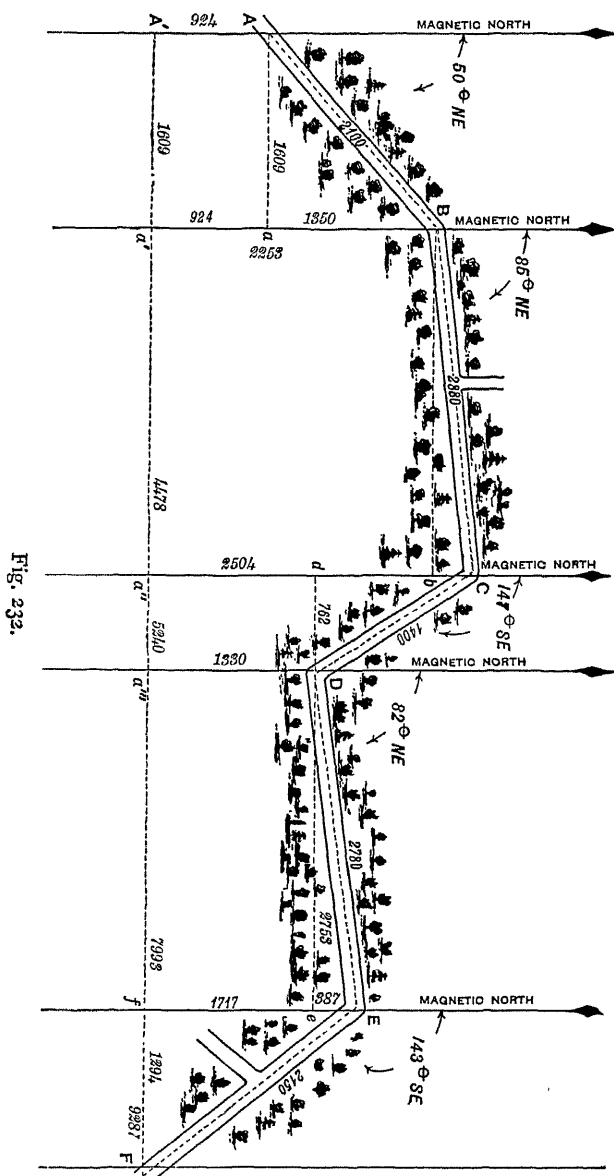 924
A'
A
MAGNETIC NORTH
50° NE
1609
1609
2100
B
MAGNETIC NORTH
924
1350
a'
a
2253
85° NE
2880
4478
2504
d
b
C
MAGNETIC NORTH
147° SE
a"
762
1400
5240
1330
MAGNETIC NORTH
a'"
D
82° NE
2780
2753
7993
1717
387
MAGNETIC NORTH
f
e
E
143° SE
1294
2150
9287
F
Fig. 232.